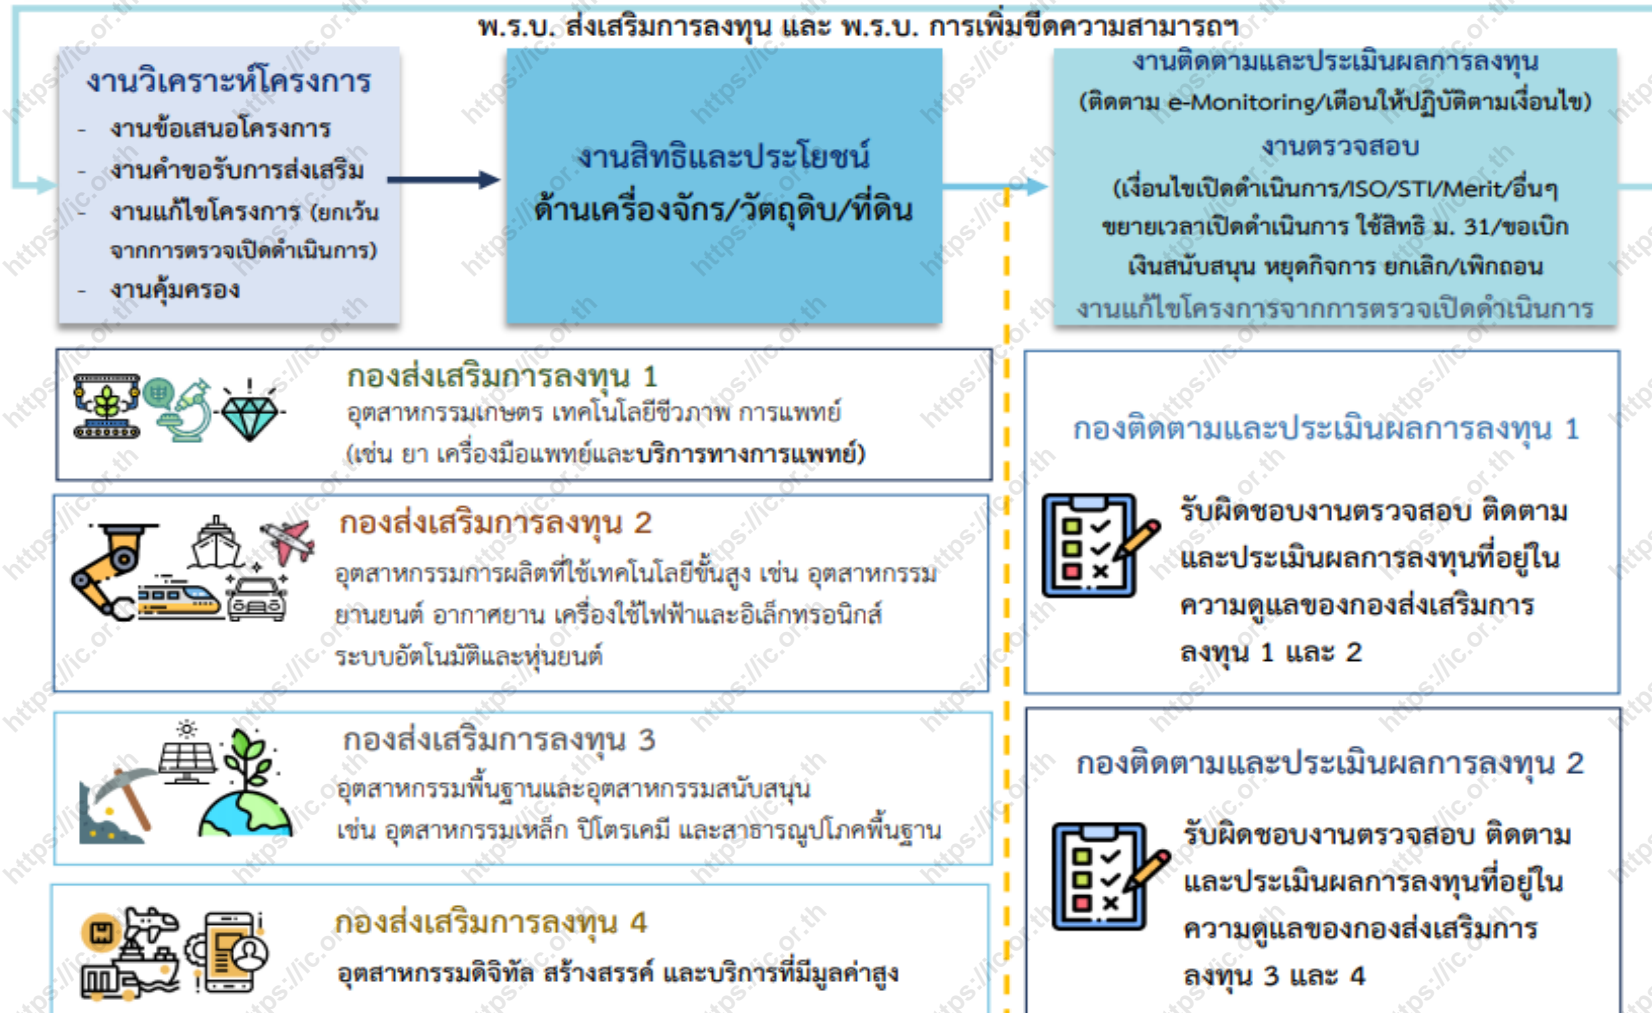 พ.ร.บ. ส่งเสริมการลงทุน และ พ.ร.บ. การเพิ่มขีดความสามารถฯ
งานวิเคราะห์โครงการ
- งานข้อเสนอโครงการ
- งานคำขอรับการส่งเสริม
- งานแก้ไขโครงการ (ยกเว้น
จากการตรวจเปิดดำเนินการ)
- งานคุ้มครอง
งานสิทธิและประโยชน์
ด้านเครื่องจักร/วัตถุดิบ/ที่ดิน
งานติดตามและประเมินผลการลงทุน
(ติดตาม e-Monitoring/เตือนให้ปฏิบัติตามเงื่อนไข)
งานตรวจสอบ
(เงื่อนไขเปิดดำเนินการ/ISO/STI/Merit/อื่นๆ
ขยายเวลาเปิดดำเนินการ ใช้สิทธิ ม. 31/ขอเบิก
เงินสนับสนุน หยุดกิจการ ยกเลิก/เพิกถอน
งานแก้ไขโครงการจากการตรวจเปิดดำเนินการ
กองส่งเสริมการลงทุน 1
อุตสาหกรรมเกษตร เทคโนโลยีชีวภาพ การแพทย์
(เช่น ยา เครื่องมือแพทย์และบริการทางการแพทย์)
กองส่งเสริมการลงทุน 2
อุตสาหกรรมการผลิตที่ใช้เทคโนโลยีขั้นสูง เช่น อุตสาหกรรม
ยานยนต์ อากาศยาน เครื่องใช้ไฟฟ้าและอิเล็กทรอนิกส์
ระบบอัตโนมัติและหุ่นยนต์
กองส่งเสริมการลงทุน 3
อุตสาหกรรมพื้นฐานและอุตสาหกรรมสนับสนุน
เช่น อุตสาหกรรมเหล็ก ปิโตรเคมี และสาธารณูปโภคพื้นฐาน
กองส่งเสริมการลงทุน 4
อุตสาหกรรมดิจิทัล สร้างสรรค์ และบริการที่มีมูลค่าสูง
กองติดตามและประเมินผลการลงทุน 1
รับผิดชอบงานตรวจสอบ ติดตาม
และประเมินผลการลงทุนที่อยู่ใน
ความดูแลของกองส่งเสริมการ
ลงทุน 1 และ 2
กองติดตามและประเมินผลการลงทุน 2
รับผิดชอบงานตรวจสอบ ติดตาม
และประเมินผลการลงทุนที่อยู่ใน
ความดูแลของกองส่งเสริมการ
ลงทุน 3 และ 4
https://ic.or.th